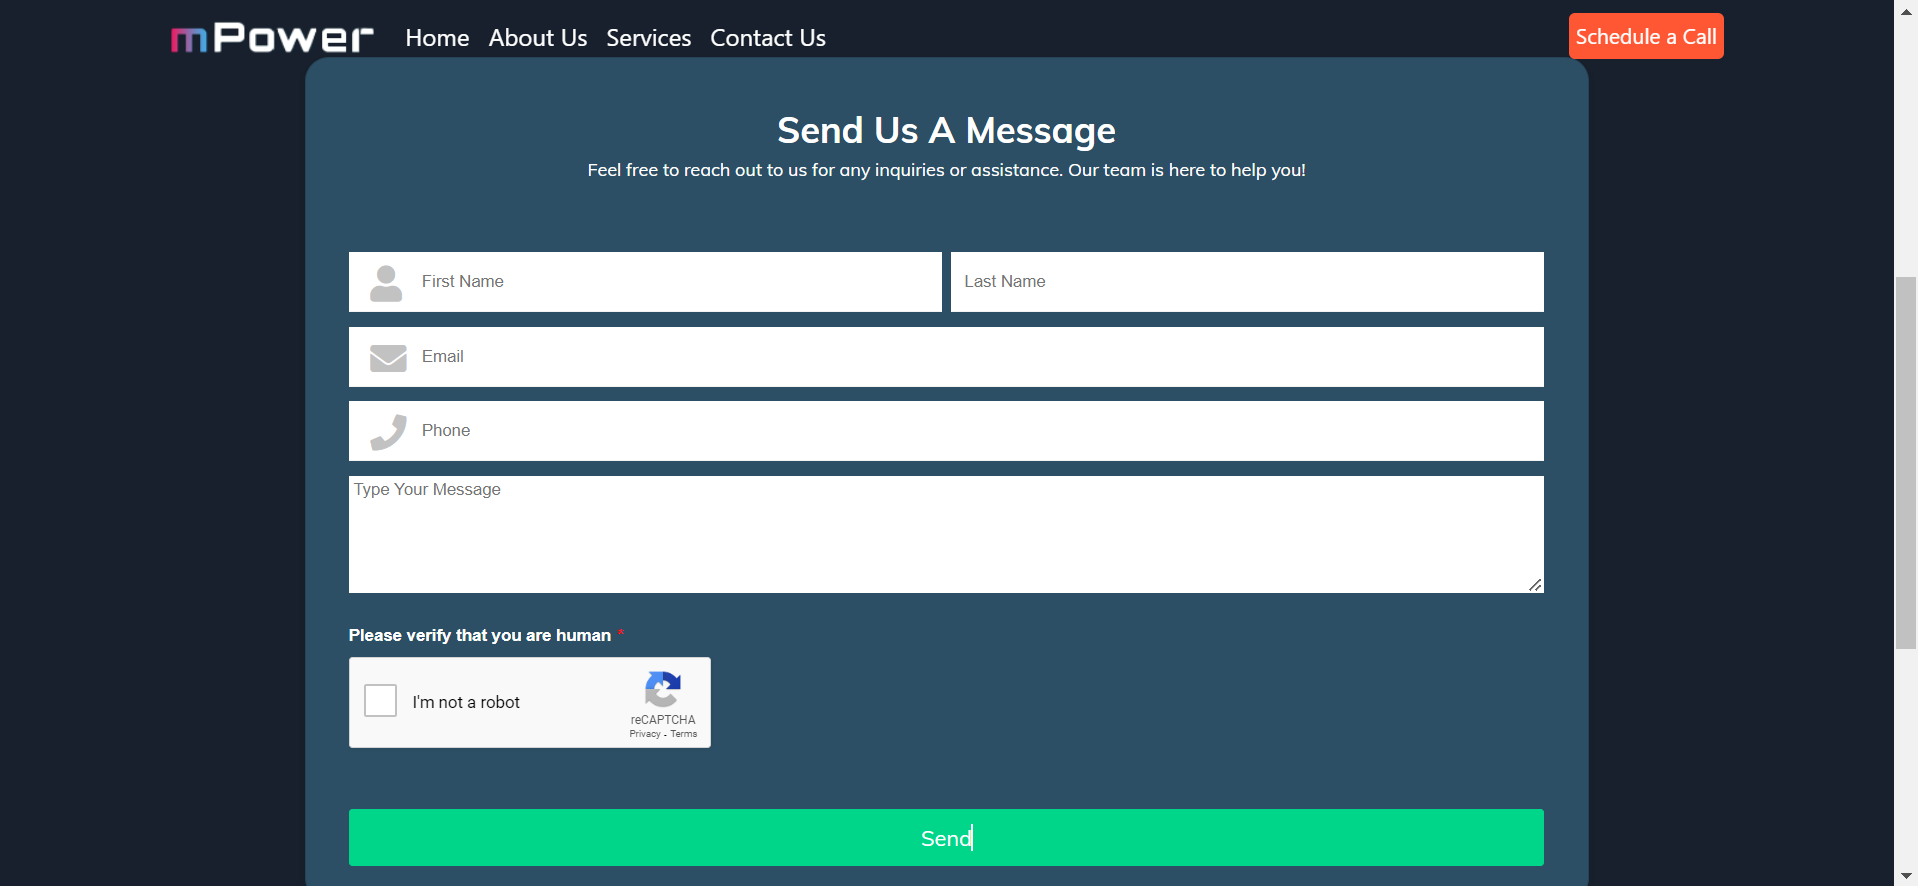 mPower Home About Us Services Contact Us Schedule a Call
Send Us A Message
Feel free to reach out to us for any inquiries or assistance. Our team is here to help you!
First Name Last Name
Email
Phone
Type Your Message
Please verify that you are human *
I'm not a robot
reCAPTCHA
Privacy - Terms
Send